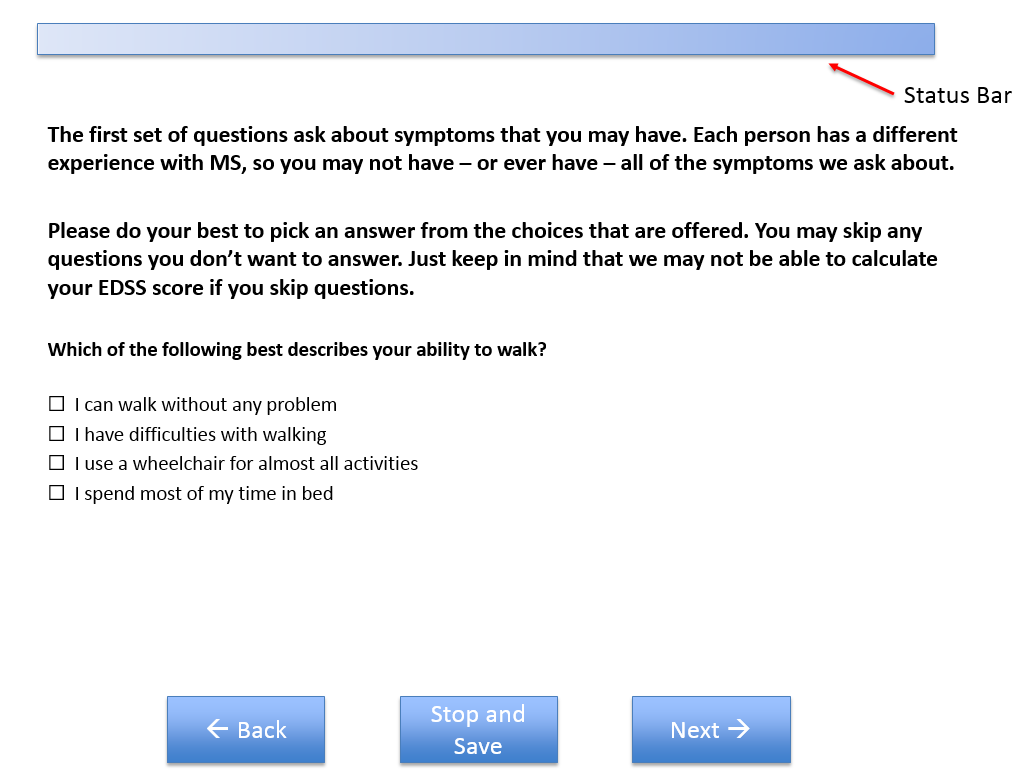 Status Bar
The first set of questions ask about symptoms that you may have. Each person has a different
experience with MS, so you may not have – or ever have – all of the symptoms we ask about.
Please do your best to pick an answer from the choices that are offered. You may skip any
questions you don’t want to answer. Just keep in mind that we may not be able to calculate
your EDSS score if you skip questions.
Which of the following best describes your ability to walk?
☐ I can walk without any problem
☐ I have difficulties with walking
☐ I use a wheelchair for almost all activities
☐ I spend most of my time in bed
← Back
Stop and
Save
Next →